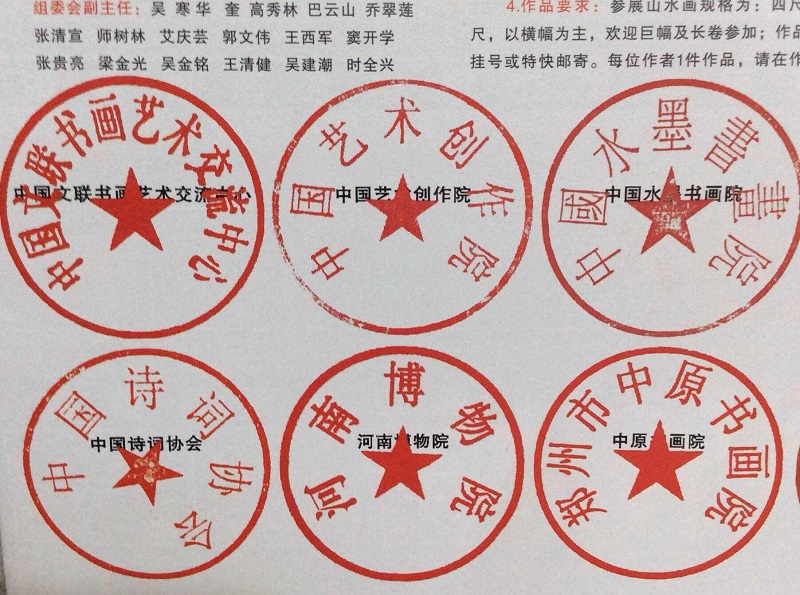 组委会副主任：吴 寒华 奎 高秀林 巴云山 乔翠莲
张清宣 师树林 艾庆芸 郭文伟 王西军 窦开学
张贵亮 梁金光 吴金铭 王清健 吴建潮 时全兴
4.作品要求：参展山水画规格为：四尺
尺，以横幅为主，欢迎巨幅及长卷参加；作品
挂号或特快邮寄。每位作者1件作品，请在作
中国文联书画艺术交流中心
中国文联书画艺术交流中心
中国艺术创作院
中国艺术创作院
中國水墨書畫院
中国水墨书画院
中国诗词协会
中国诗词协会
河南博物院
河南博物院
郑州市中原书画院
中原书画院